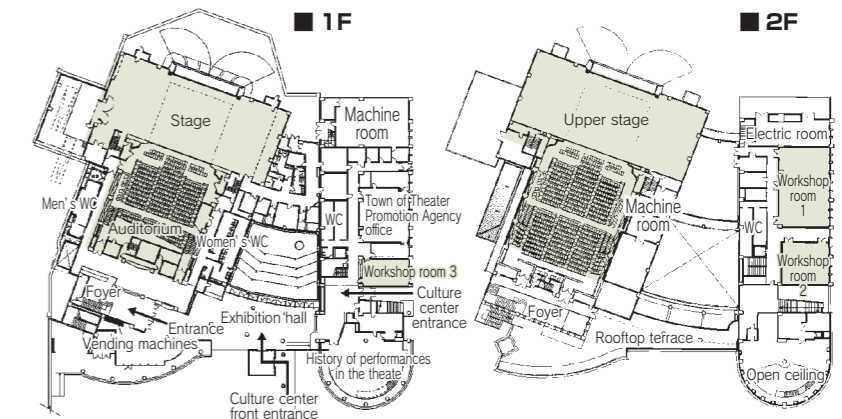 ■ 1F
Stage
Machine
room
Men's WC
Auditorium
Women's WC
WC
Town of Theater
Promotion Agency
office
Workshop room 3
Foyer
Entrance
Vending machines
Exhibition hall
Culture
center
entrance
History of performances
in the theate
Culture center
front entrance
■ 2F
Upper stage
Electric room
Workshop
room
1
Machine
room
WC
Workshop
room
2
Foyer
Rooftop terrace
Open ceiling